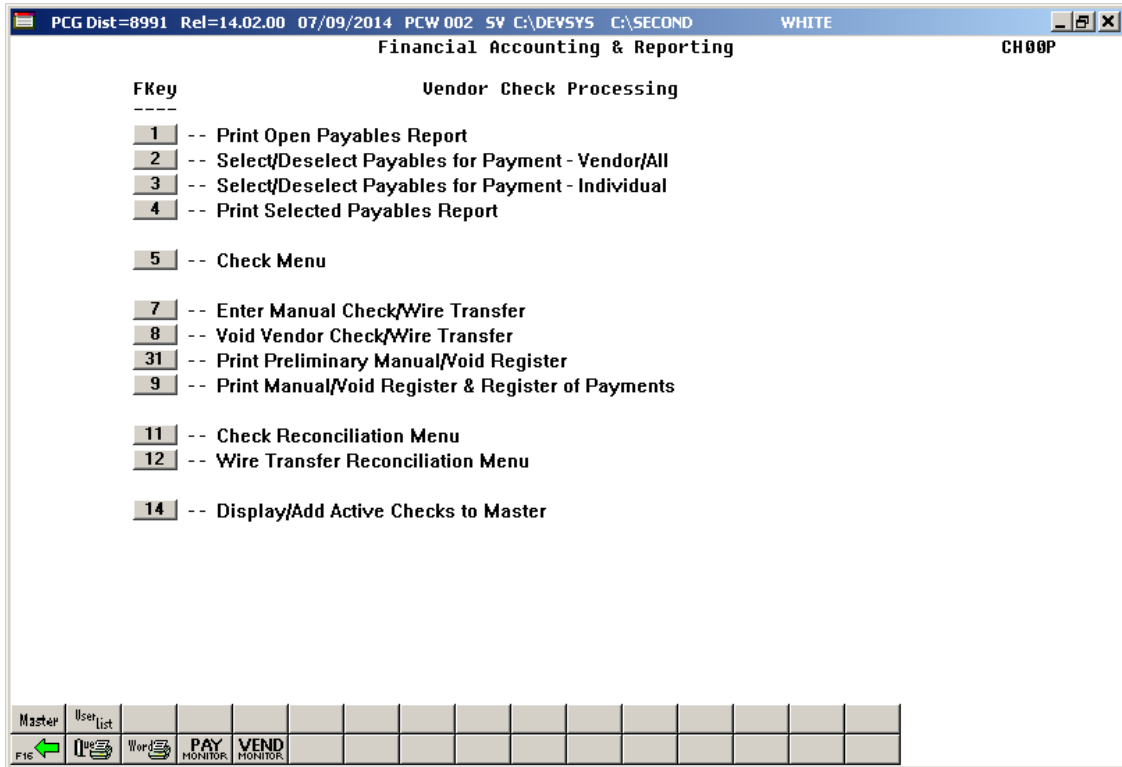 PCG Dist=8991 Rel=14.02.00 07/09/2014 PCW 002 SV C:\DEVSYS C:\SECOND WHITE
Financial Accounting & Reporting CH00P
FKey Vendor Check Processing
----
1 -- Print Open Payables Report
2 -- Select/Deselect Payables for Payment - Vendor/All
3 -- Select/Deselect Payables for Payment - Individual
4 -- Print Selected Payables Report
5 -- Check Menu
7 -- Enter Manual Check/Wire Transfer
8 -- Void Vendor Check/Wire Transfer
31 -- Print Preliminary Manual/Void Register
9 -- Print Manual/Void Register & Register of Payments
11 -- Check Reconciliation Menu
12 -- Wire Transfer Reconciliation Menu
14 -- Display/Add Active Checks to Master
Master User List
F16 Que Word PAY MONITOR VEND MONITOR